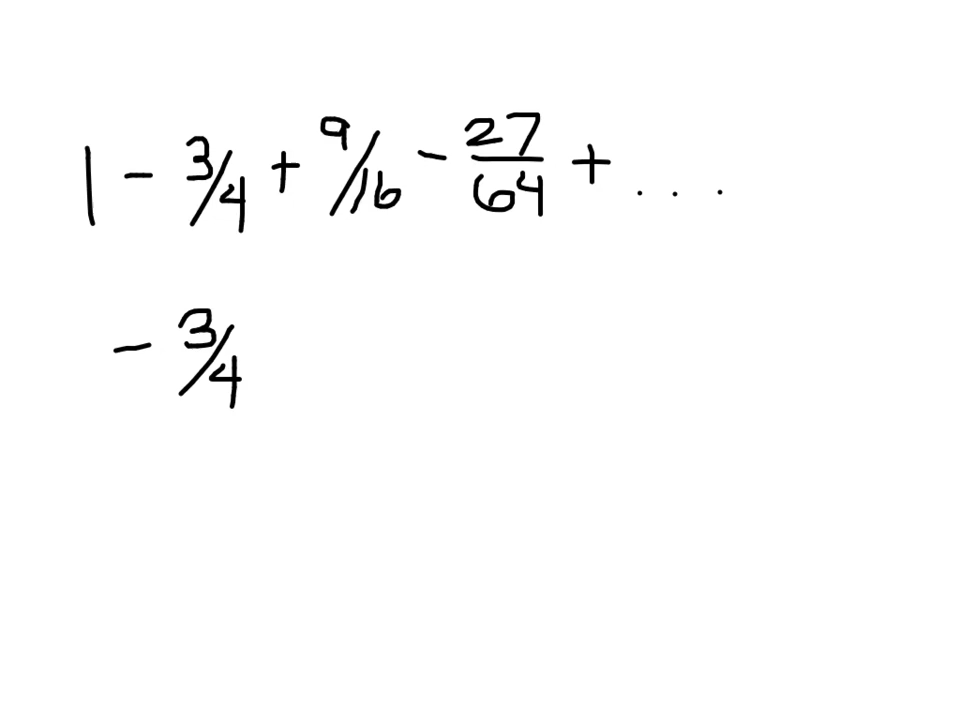 1 - 3/4 + 9/16 - 27/64 + ...
- 3/4